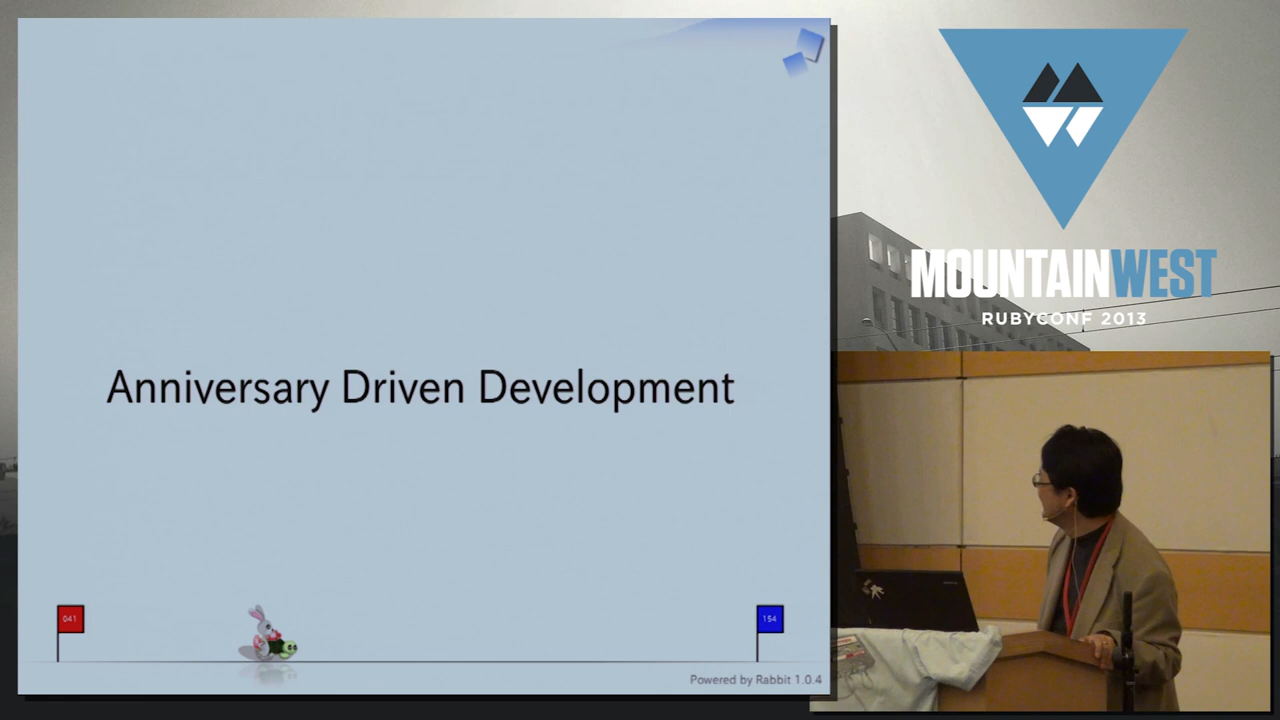 Anniversary Driven Development
041
154
Powered by Rabbit 1.0.4
MOUNTAINWEST
RUBYCONF 2013